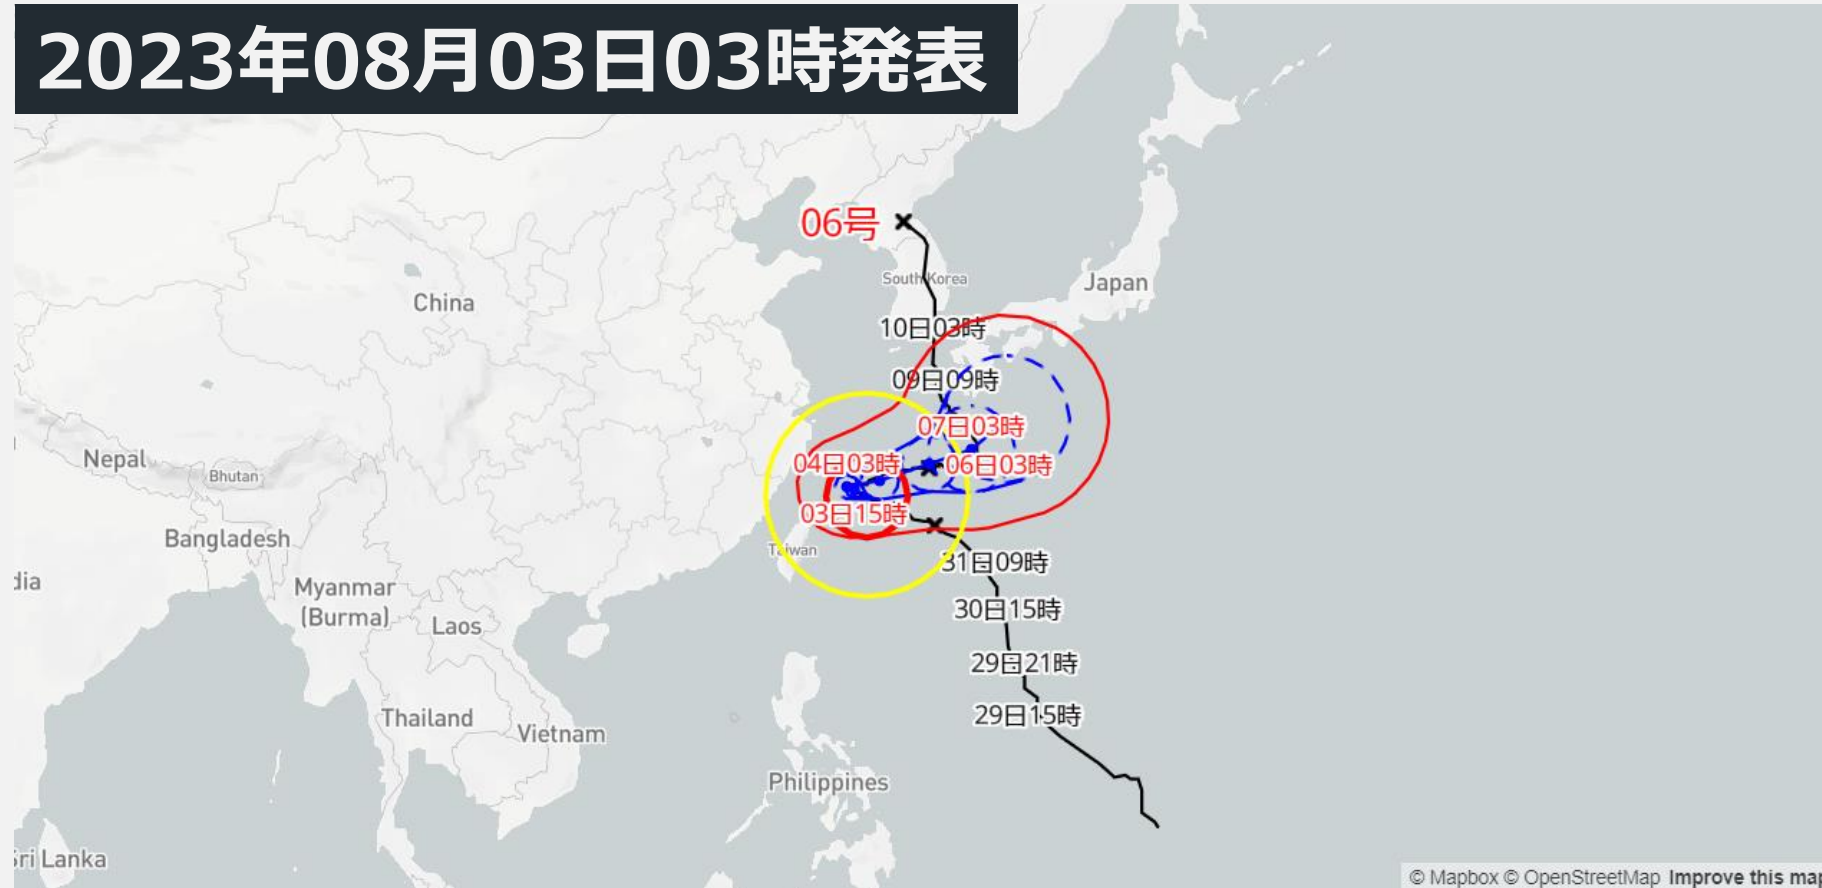 2023年08月03日03時発表
06号
South Korea
China
Japan
10日03時
09日09時
07日03時
Nepal
04日03時
06日03時
Bhutan
03日15時
Bangladesh
Taiwan
31日09時
dia
Myanmar
(Burma)
30日15時
Laos
29日21時
Thailand
29日15時
Vietnam
Philippines
Sri Lanka
© Mapbox © OpenStreetMap Improve this map